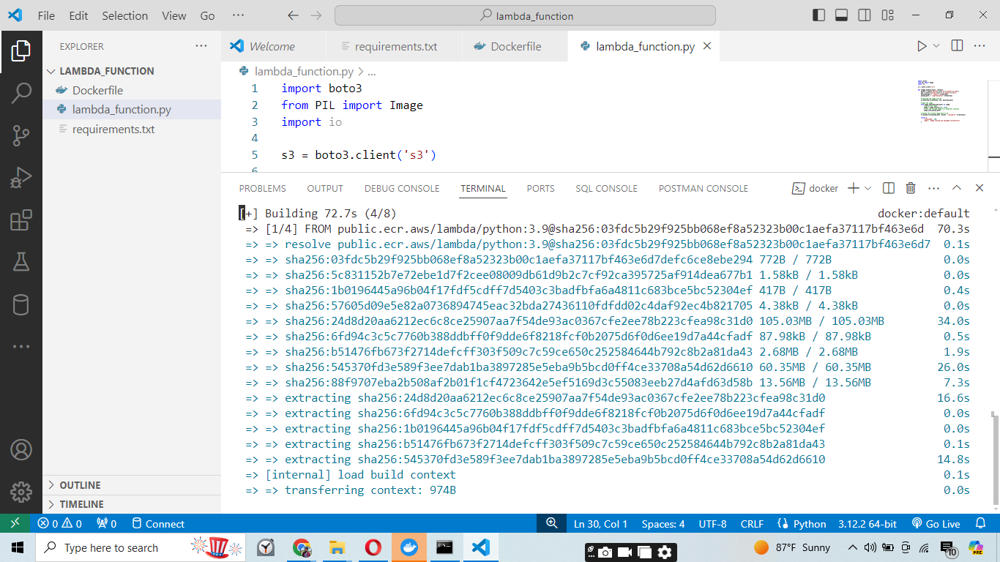 File Edit Selection View Go ··· lambda_function
EXPLORER ···
LAMBDA_FUNCTION
Dockerfile
lambda_function.py
requirements.txt
OUTLINE
TIMELINE
Welcome requirements.txt Dockerfile lambda_function.py
lambda_function.py > ...
1 import boto3
2 from PIL import Image
3 import io
4
5 s3 = boto3.client('s3')
6
PROBLEMS OUTPUT DEBUG CONSOLE TERMINAL PORTS SQL CONSOLE POSTMAN CONSOLE docker
[+] Building 72.7s (4/8) docker:default
=> [1/4] FROM public.ecr.aws/lambda/python:3.9@sha256:03fdc5b29f925bb068ef8a52323b00c1aefa37117bf463e6d 70.3s
=> => resolve public.ecr.aws/lambda/python:3.9@sha256:03fdc5b29f925bb068ef8a52323b00c1aefa37117bf463e6d7 0.1s
=> => sha256:03fdc5b29f925bb068ef8a52323b00c1aefa37117bf463e6d7defc6ce8ebe294 772B / 772B 0.0s
=> => sha256:5c831152b7e72ebe1d7f2cee08009db61d9b2c7cf92ca395725af914dea677b1 1.58kB / 1.58kB 0.0s
=> => sha256:1b0196445a96b04f17fdf5cdff7d5403c3badfbfa6a4811c683bce5bc52304ef 417B / 417B 0.4s
=> => sha256:57605d09e5e82a0736894745eac32bda27436110fdfdd02c4daf92ec4b821705 4.38kB / 4.38kB 0.0s
=> => sha256:24d8d20aa6212ec6c8ce25907aa7f54de93ac0367cfe2ee78b223cfea98c31d0 105.03MB / 105.03MB 34.0s
=> => sha256:6fd94c3c5c7760b388ddbff0f9dde6f8218fcf0b2075d6f0d6ee19d7a44cfadf 87.98kB / 87.98kB 0.5s
=> => sha256:b51476fb673f2714defcff303f509c7c59ce650c252584644b792c8b2a81da43 2.68MB / 2.68MB 1.9s
=> => sha256:545370fd3e589f3ee7dab1ba3897285e5eba9b5bcd0ff4ce33708a54d62d6610 60.35MB / 60.35MB 26.0s
=> => sha256:88f9707eba2b508af2b01f1cf4723642e5ef5169d3c55083eeb27d4afd63d58b 13.56MB / 13.56MB 7.3s
=> => extracting sha256:24d8d20aa6212ec6c8ce25907aa7f54de93ac0367cfe2ee78b223cfea98c31d0 16.6s
=> => extracting sha256:6fd94c3c5c7760b388ddbff0f9dde6f8218fcf0b2075d6f0d6ee19d7a44cfadf 0.0s
=> => extracting sha256:1b0196445a96b04f17fdf5cdff7d5403c3badfbfa6a4811c683bce5bc52304ef 0.0s
=> => extracting sha256:b51476fb673f2714defcff303f509c7c59ce650c252584644b792c8b2a81da43 0.1s
=> => extracting sha256:545370fd3e589f3ee7dab1ba3897285e5eba9b5bcd0ff4ce33708a54d62d6610 14.8s
=> [internal] load build context 0.1s
=> => transferring context: 974B 0.0s
0 0 0 Connect Ln 30, Col 1 Spaces: 4 UTF-8 CRLF Python 3.12.2 64-bit Go Live
Type here to search 87°F Sunny 10 PRE